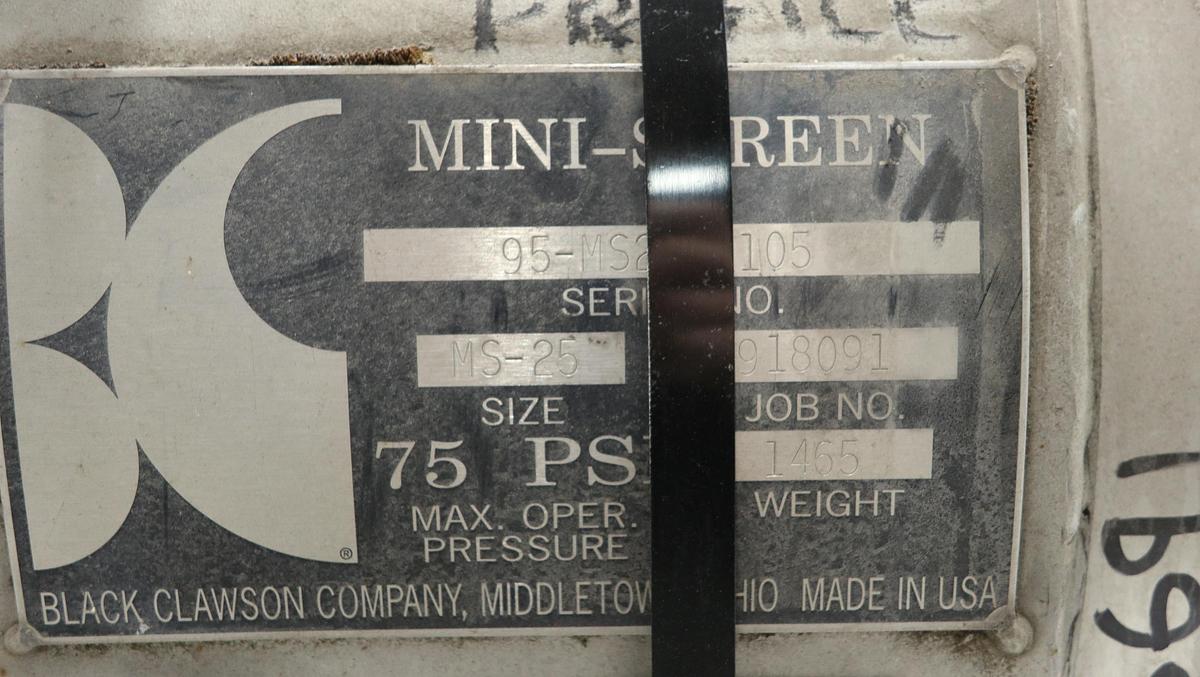 MINI-S REEN
95-MS2 105
SERI NO.
MS-25 918091
SIZE JOB NO.
75 PSI 1465
MAX. OPER. WEIGHT
PRESSURE
®
BLACK CLAWSON COMPANY, MIDDLETOW HIO MADE IN USA